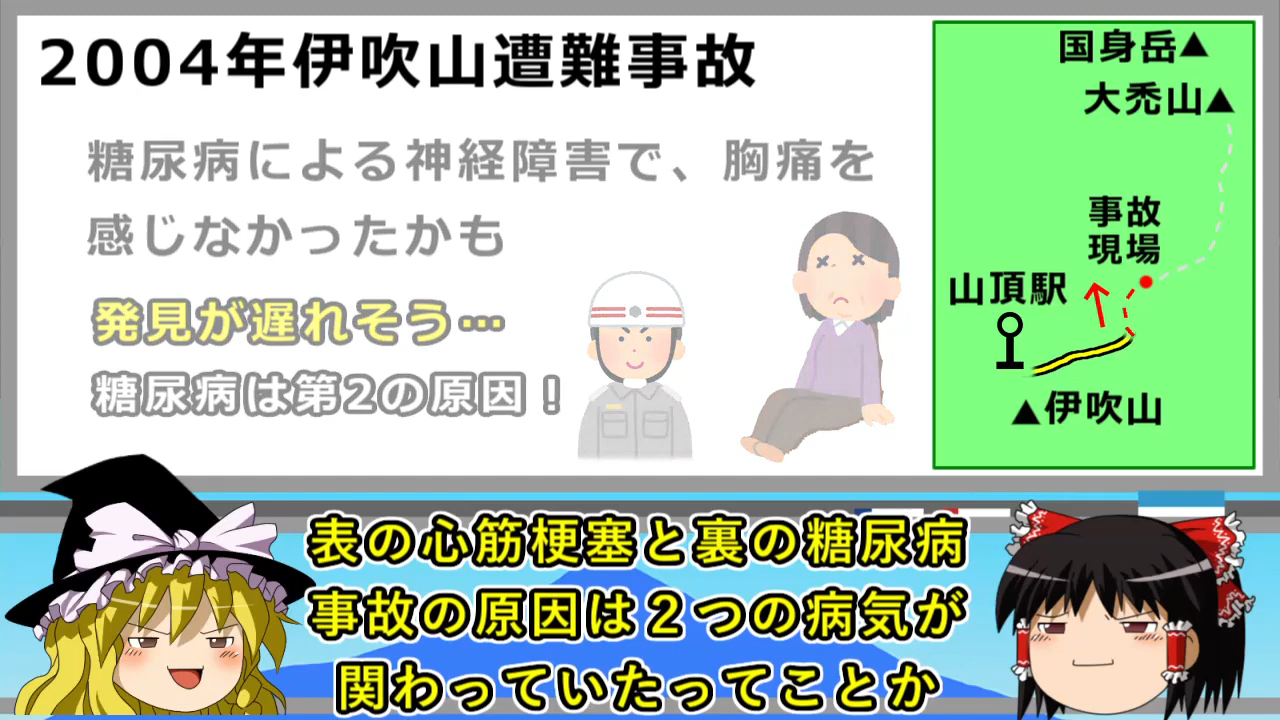 2004年伊吹山遭難事故
糖尿病による神経障害で、胸痛を
感じなかったかも
発見が遅れそう…
糖尿病は第2の原因！
国身岳▲
大禿山▲
事故
現場
山頂駅
▲伊吹山
表の心筋梗塞と裏の糖尿病
事故の原因は２つの病気が
関わっていたってことか